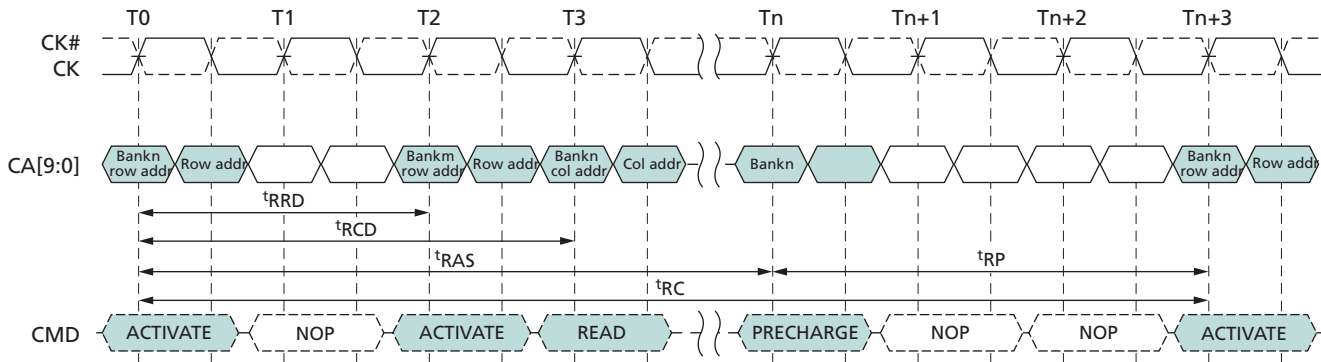 T0 T1 T2 T3 Tn Tn+1 Tn+2 Tn+3
CK#
CK
CA[9:0]
Bankn row addr
Row addr
Bankm row addr
Row addr
Bankn col addr
Col addr
Bankn
Bankn row addr
Row addr
tRRD
tRCD
tRAS tRP
tRC
CMD ACTIVATE NOP ACTIVATE READ PRECHARGE NOP NOP ACTIVATE